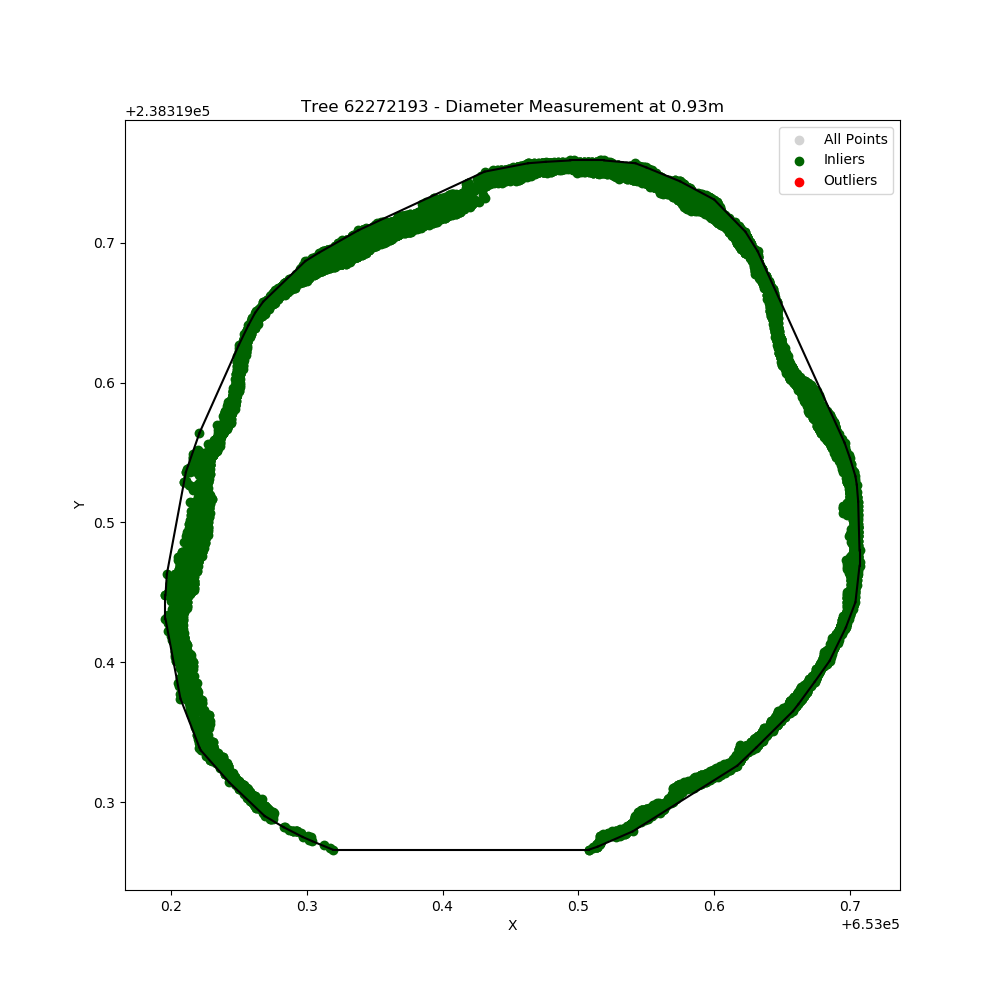 Tree 62272193 - Diameter Measurement at 0.93m
+2.38319e5
All Points
Inliers
Outliers
0.7
0.6
0.5
0.4
0.3
Y
0.2 0.3 0.4 0.5 0.6 0.7
X
+6.53e5